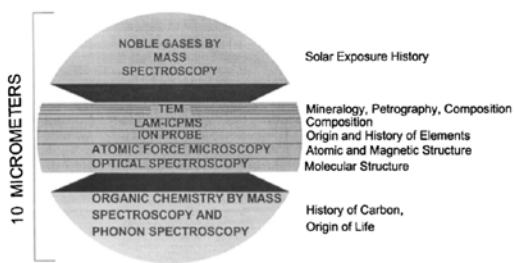 10 MICROMETERS
NOBLE GASES BY
MASS
SPECTROSCOPY
Solar Exposure History
TEM
Mineralogy, Petrography, Composition
LAM-ICPMS
Composition
ION PROBE
Origin and History of Elements
ATOMIC FORCE MICROSCOPY
Atomic and Magnetic Structure
OPTICAL SPECTROSCOPY
Molecular Structure
ORGANIC CHEMISTRY BY MASS
SPECTROSCOPY AND
PHONON SPECTROSCOPY
History of Carbon,
Origin of Life